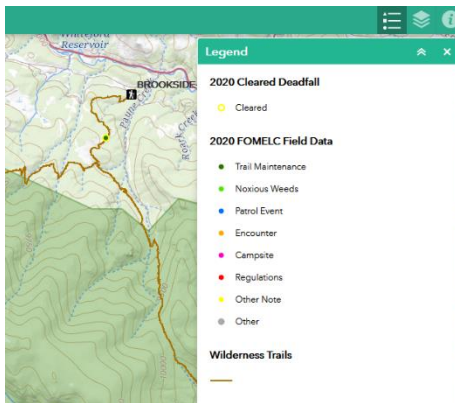 Whiteford
Reservoir
Legend
2020 Cleared Deadfall
BROOKSIDE
Cleared
2020 FOMELC Field Data
Trail Maintenance
Noxious Weeds
Patrol Event
Encounter
Campsite
Regulations
Other Note
Other
Wilderness Trails